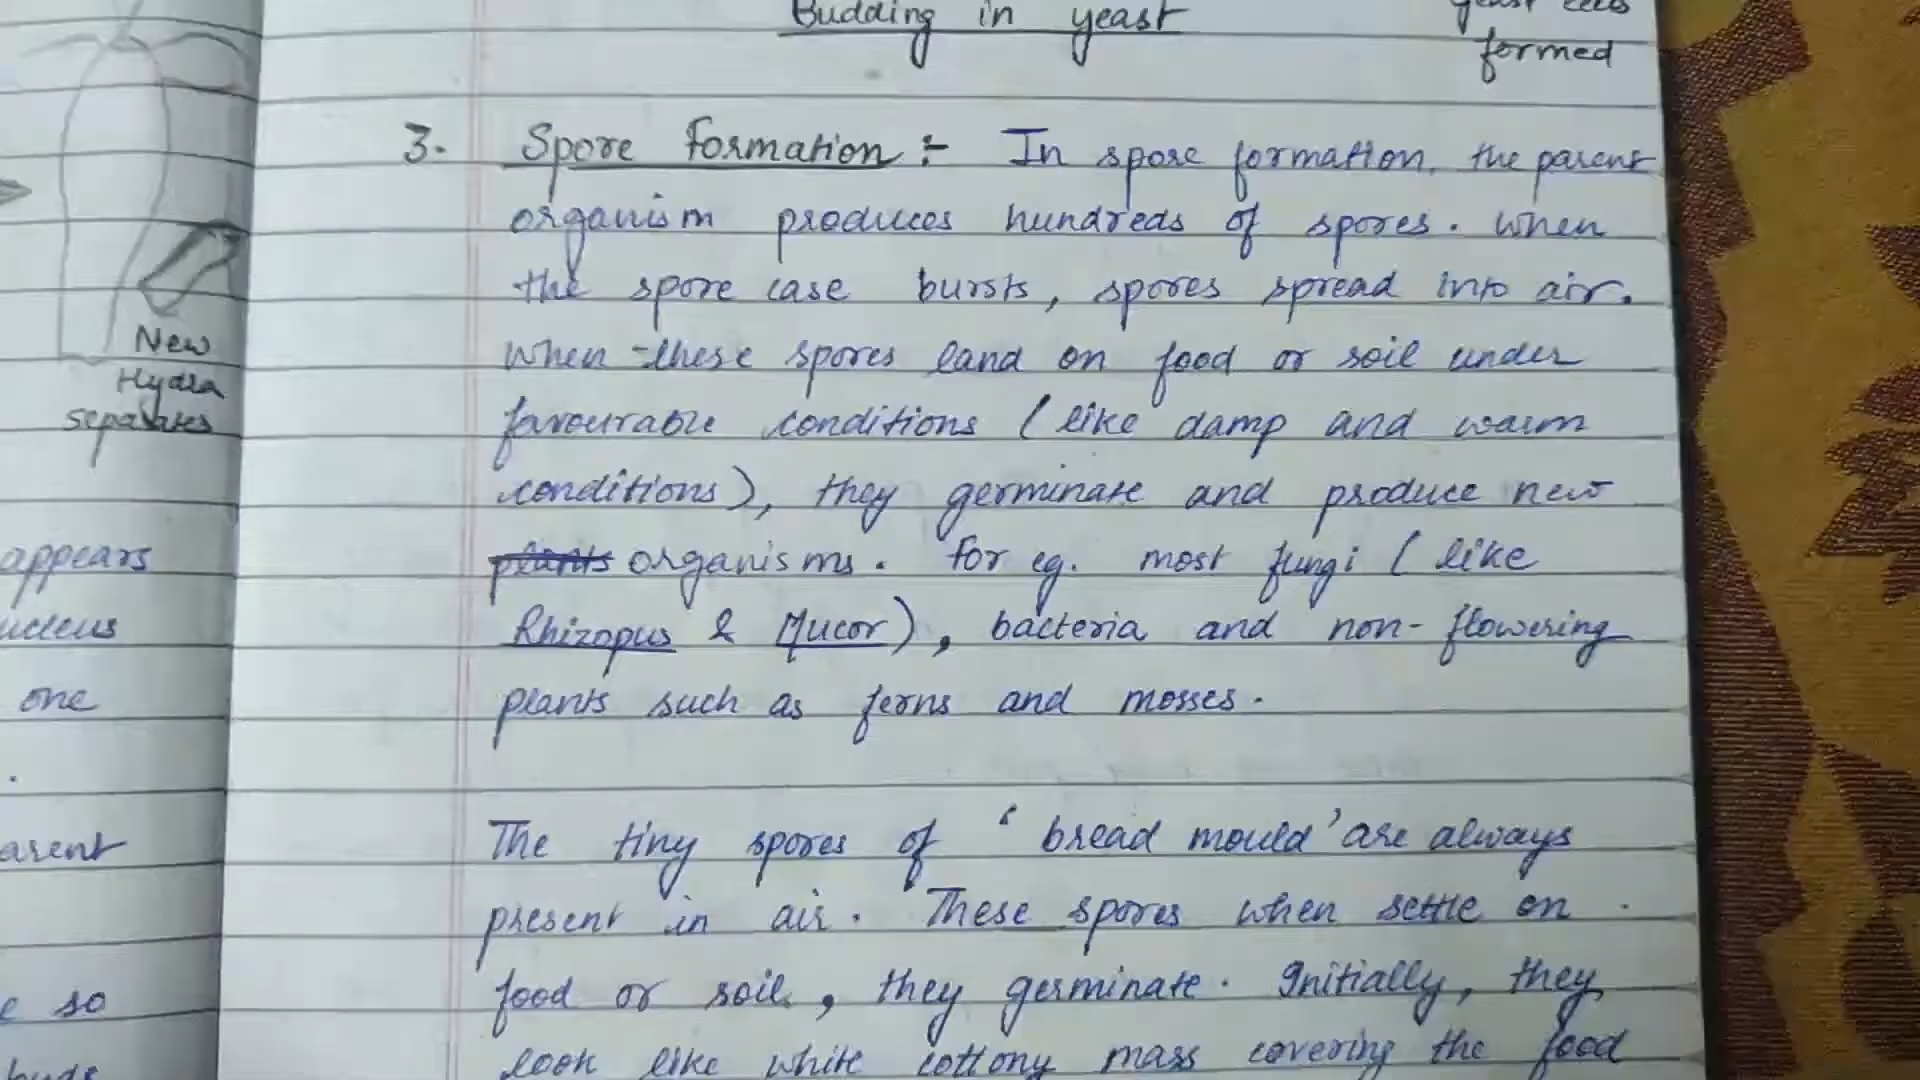 Budding in yeast
yeast cells
formed
3. Spore Formation :- In spore formation, the parent
organism produces hundreds of spores. When
the spore case bursts, spores spread into air.
When these spores land on food or soil under
favourable conditions (like damp and warm
conditions), they germinate and produce new
plants organisms. For eg. most fungi (like
Rhizopus & Mucor), bacteria and non-flowering
plants such as ferns and mosses.
The tiny spores of 'bread mould' are always
present in air. These spores when settle on
food or soil, they germinate. Initially, they
look like white cottony mass covering the food
New
Hydra
separates
appears
ucleus
one
arent
e so
buds